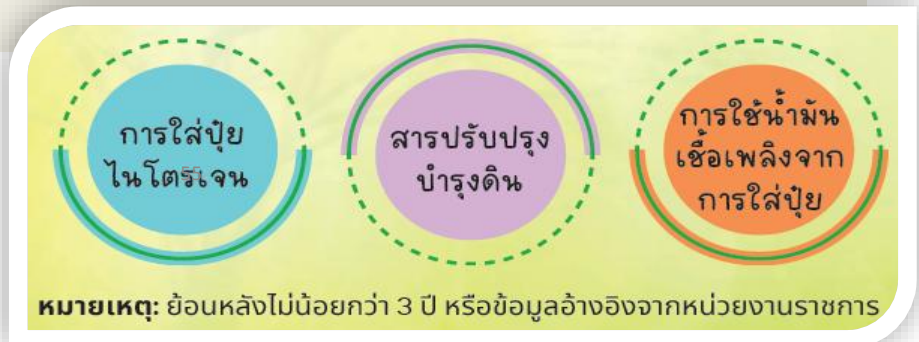 การใส่ปุ๋ย
ไนโตรเจน
สารปรับปรุง
บำรุงดิน
การใช้น้ำมัน
เชื้อเพลิงจาก
การใส่ปุ๋ย
หมายเหตุ: ย้อนหลังไม่น้อยกว่า 3 ปี หรือข้อมูลอ้างอิงจากหน่วยงานราชการ